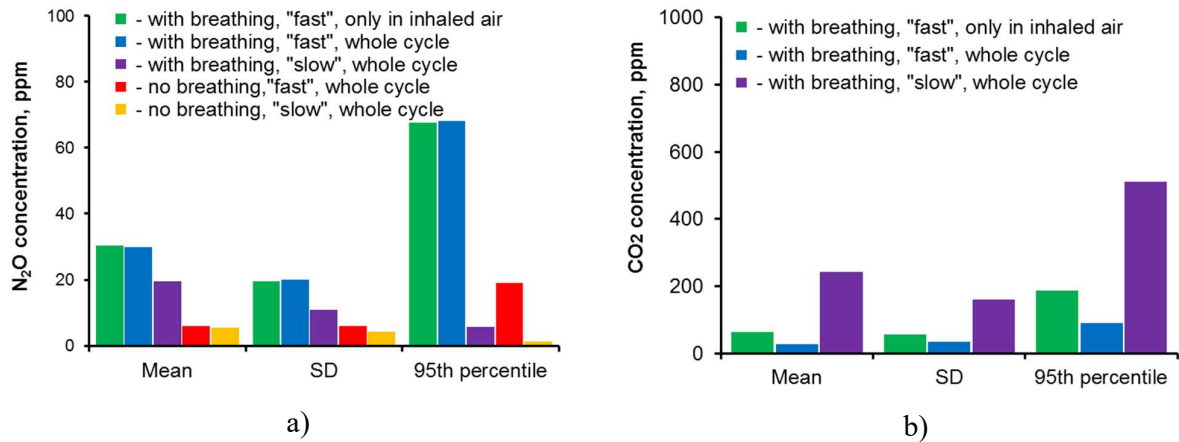 100
80
60
40
20
0
N₂O concentration, ppm
- with breathing, "fast", only in inhaled air
- with breathing, "fast", whole cycle
- with breathing, "slow", whole cycle
- no breathing,"fast", whole cycle
- no breathing, "slow", whole cycle
Mean SD 95th percentile
a)
1000
800
600
400
200
0
CO2 concentration, ppm
- with breathing, "fast", only in inhaled air
- with breathing, "fast", whole cycle
- with breathing, "slow", whole cycle
Mean SD 95th percentile
b)